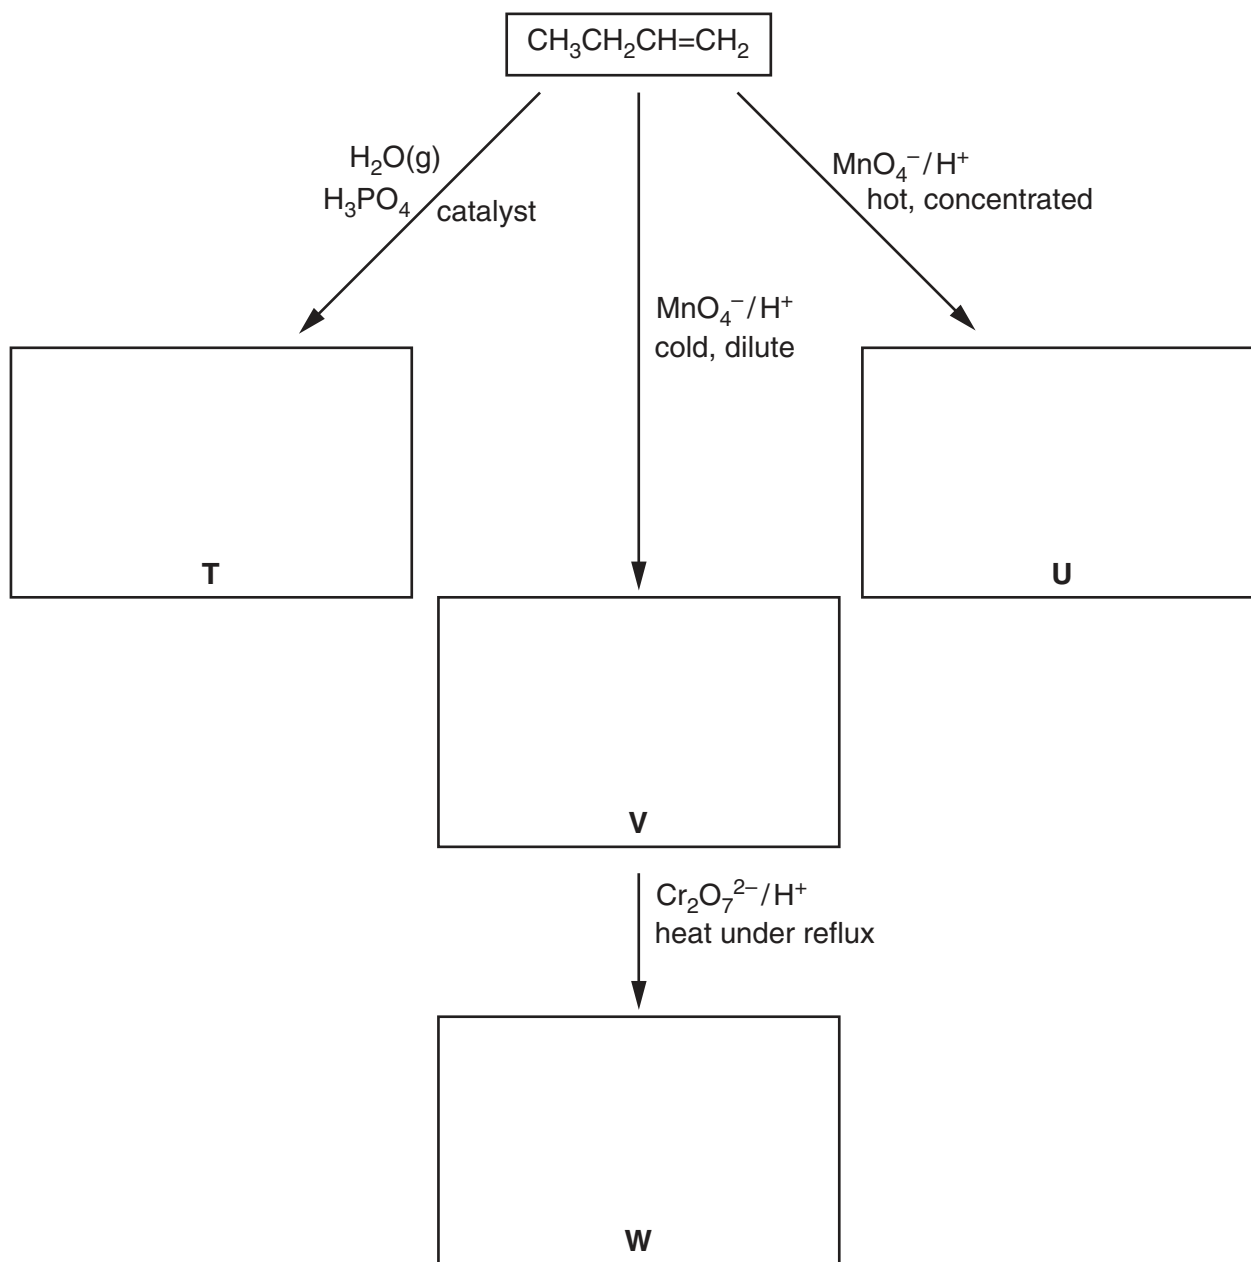 CH₃CH₂CH=CH₂
H₂O(g)
H₃PO₄ catalyst
MnO₄⁻/H⁺
hot, concentrated
MnO₄⁻/H⁺
cold, dilute
T
U
V
Cr₂O₇²⁻/H⁺
heat under reflux
W